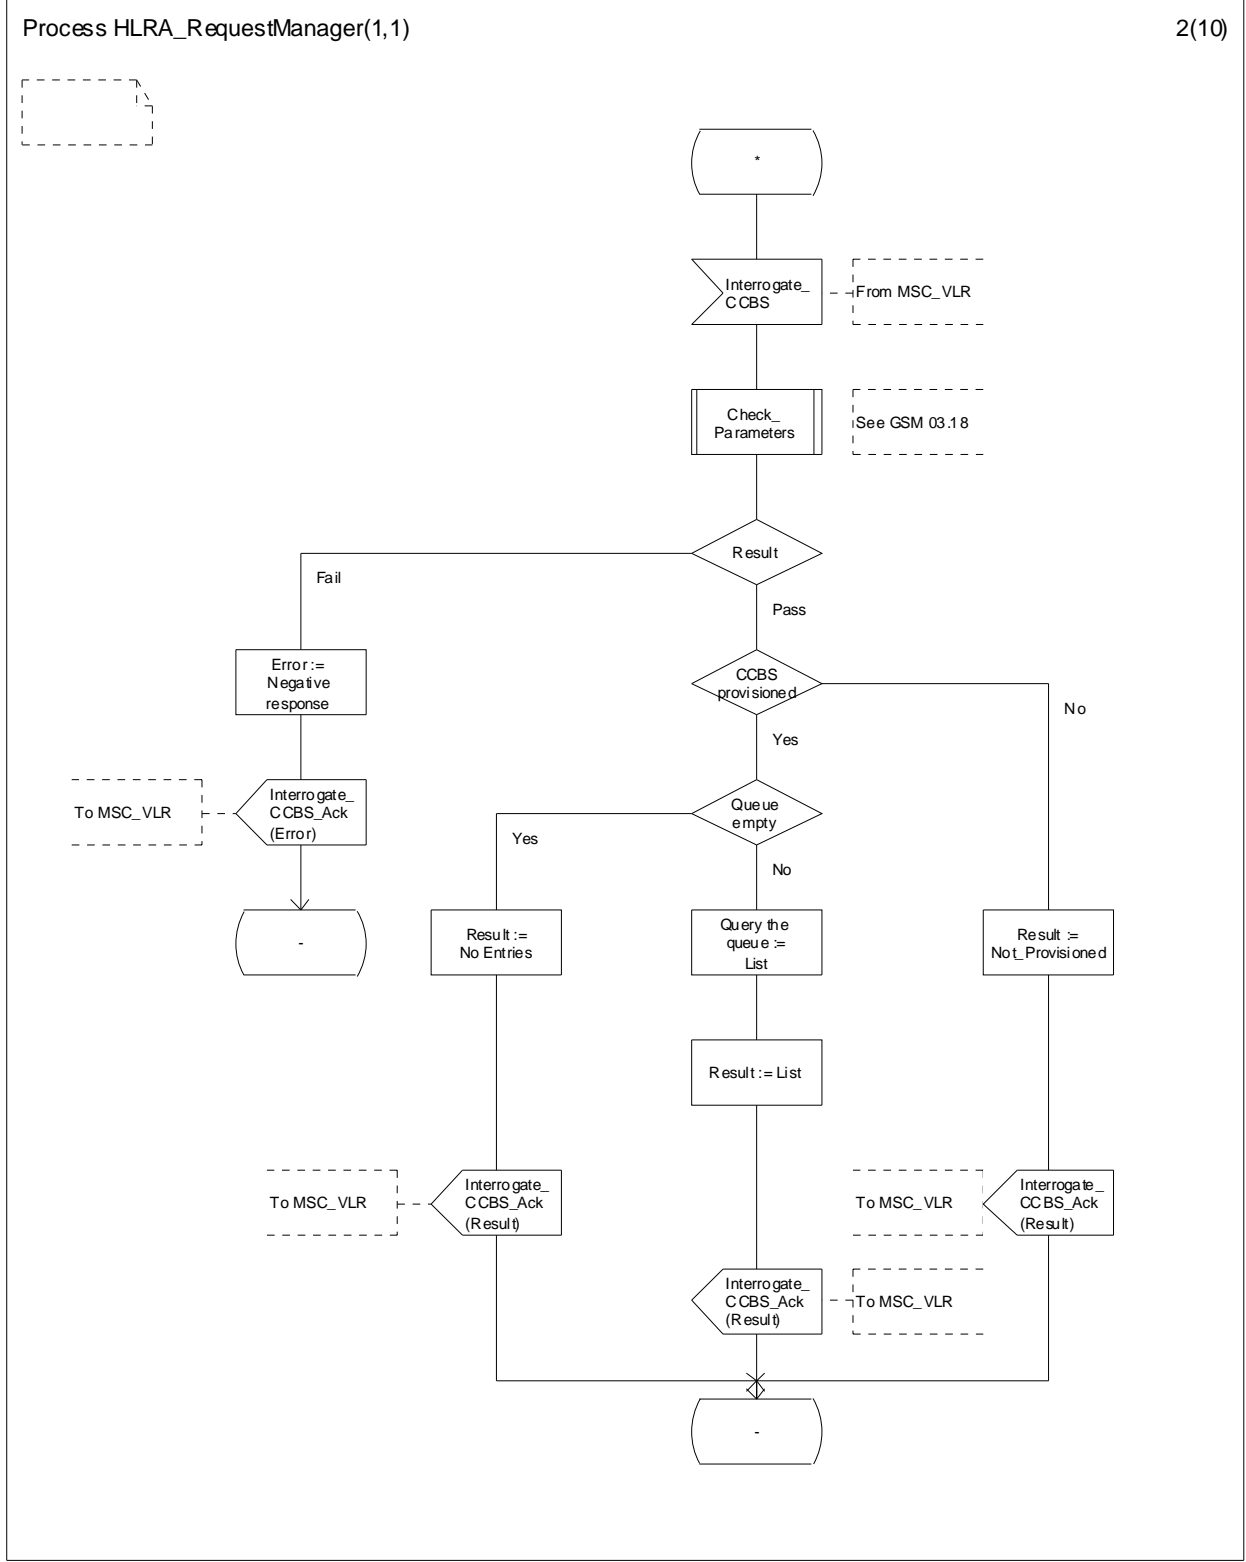 Process HLRA_RequestManager(1,1)
2(10)
*
Interrogate_
CCBS
From MSC_VLR
Check_
Parameters
See GSM 03.18
Result
Fail
Pass
Error :=
Negative
response
CCBS
provisioned
No
Yes
Interrogate_
CCBS_Ack
(Error)
To MSC_VLR
Queue
empty
Yes
No
-
Result :=
No Entries
Query the
queue :=
List
Result :=
Not_Provisioned
Result := List
To MSC_VLR
Interrogate_
CCBS_Ack
(Result)
To MSC_VLR
Interrogate_
CCBS_Ack
(Result)
Interrogate_
CCBS_Ack
(Result)
To MSC_VLR
-